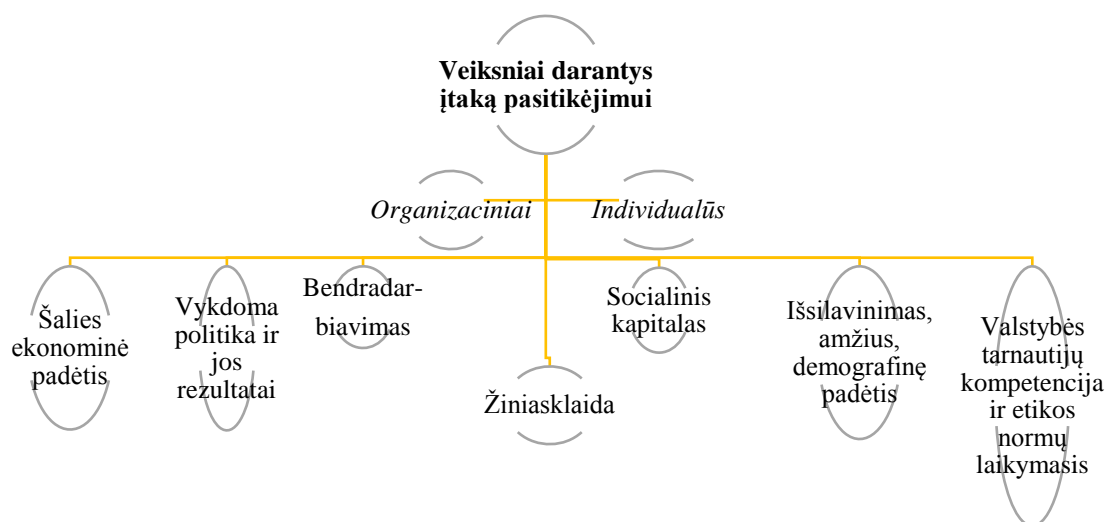 Veiksniai darantys
įtaką pasitikėjimui
Organizaciniai
Individualūs
Šalies
ekonominė
padėtis
Vykdoma
politika ir
jos
rezultatai
Bendradar-
biavimas
Žiniasklaida
Socialinis
kapitalas
Išsilavinimas,
amžius,
demografinę
padėtis
Valstybės
tarnautijų
kompetencija
ir etikos
normų
laikymasis